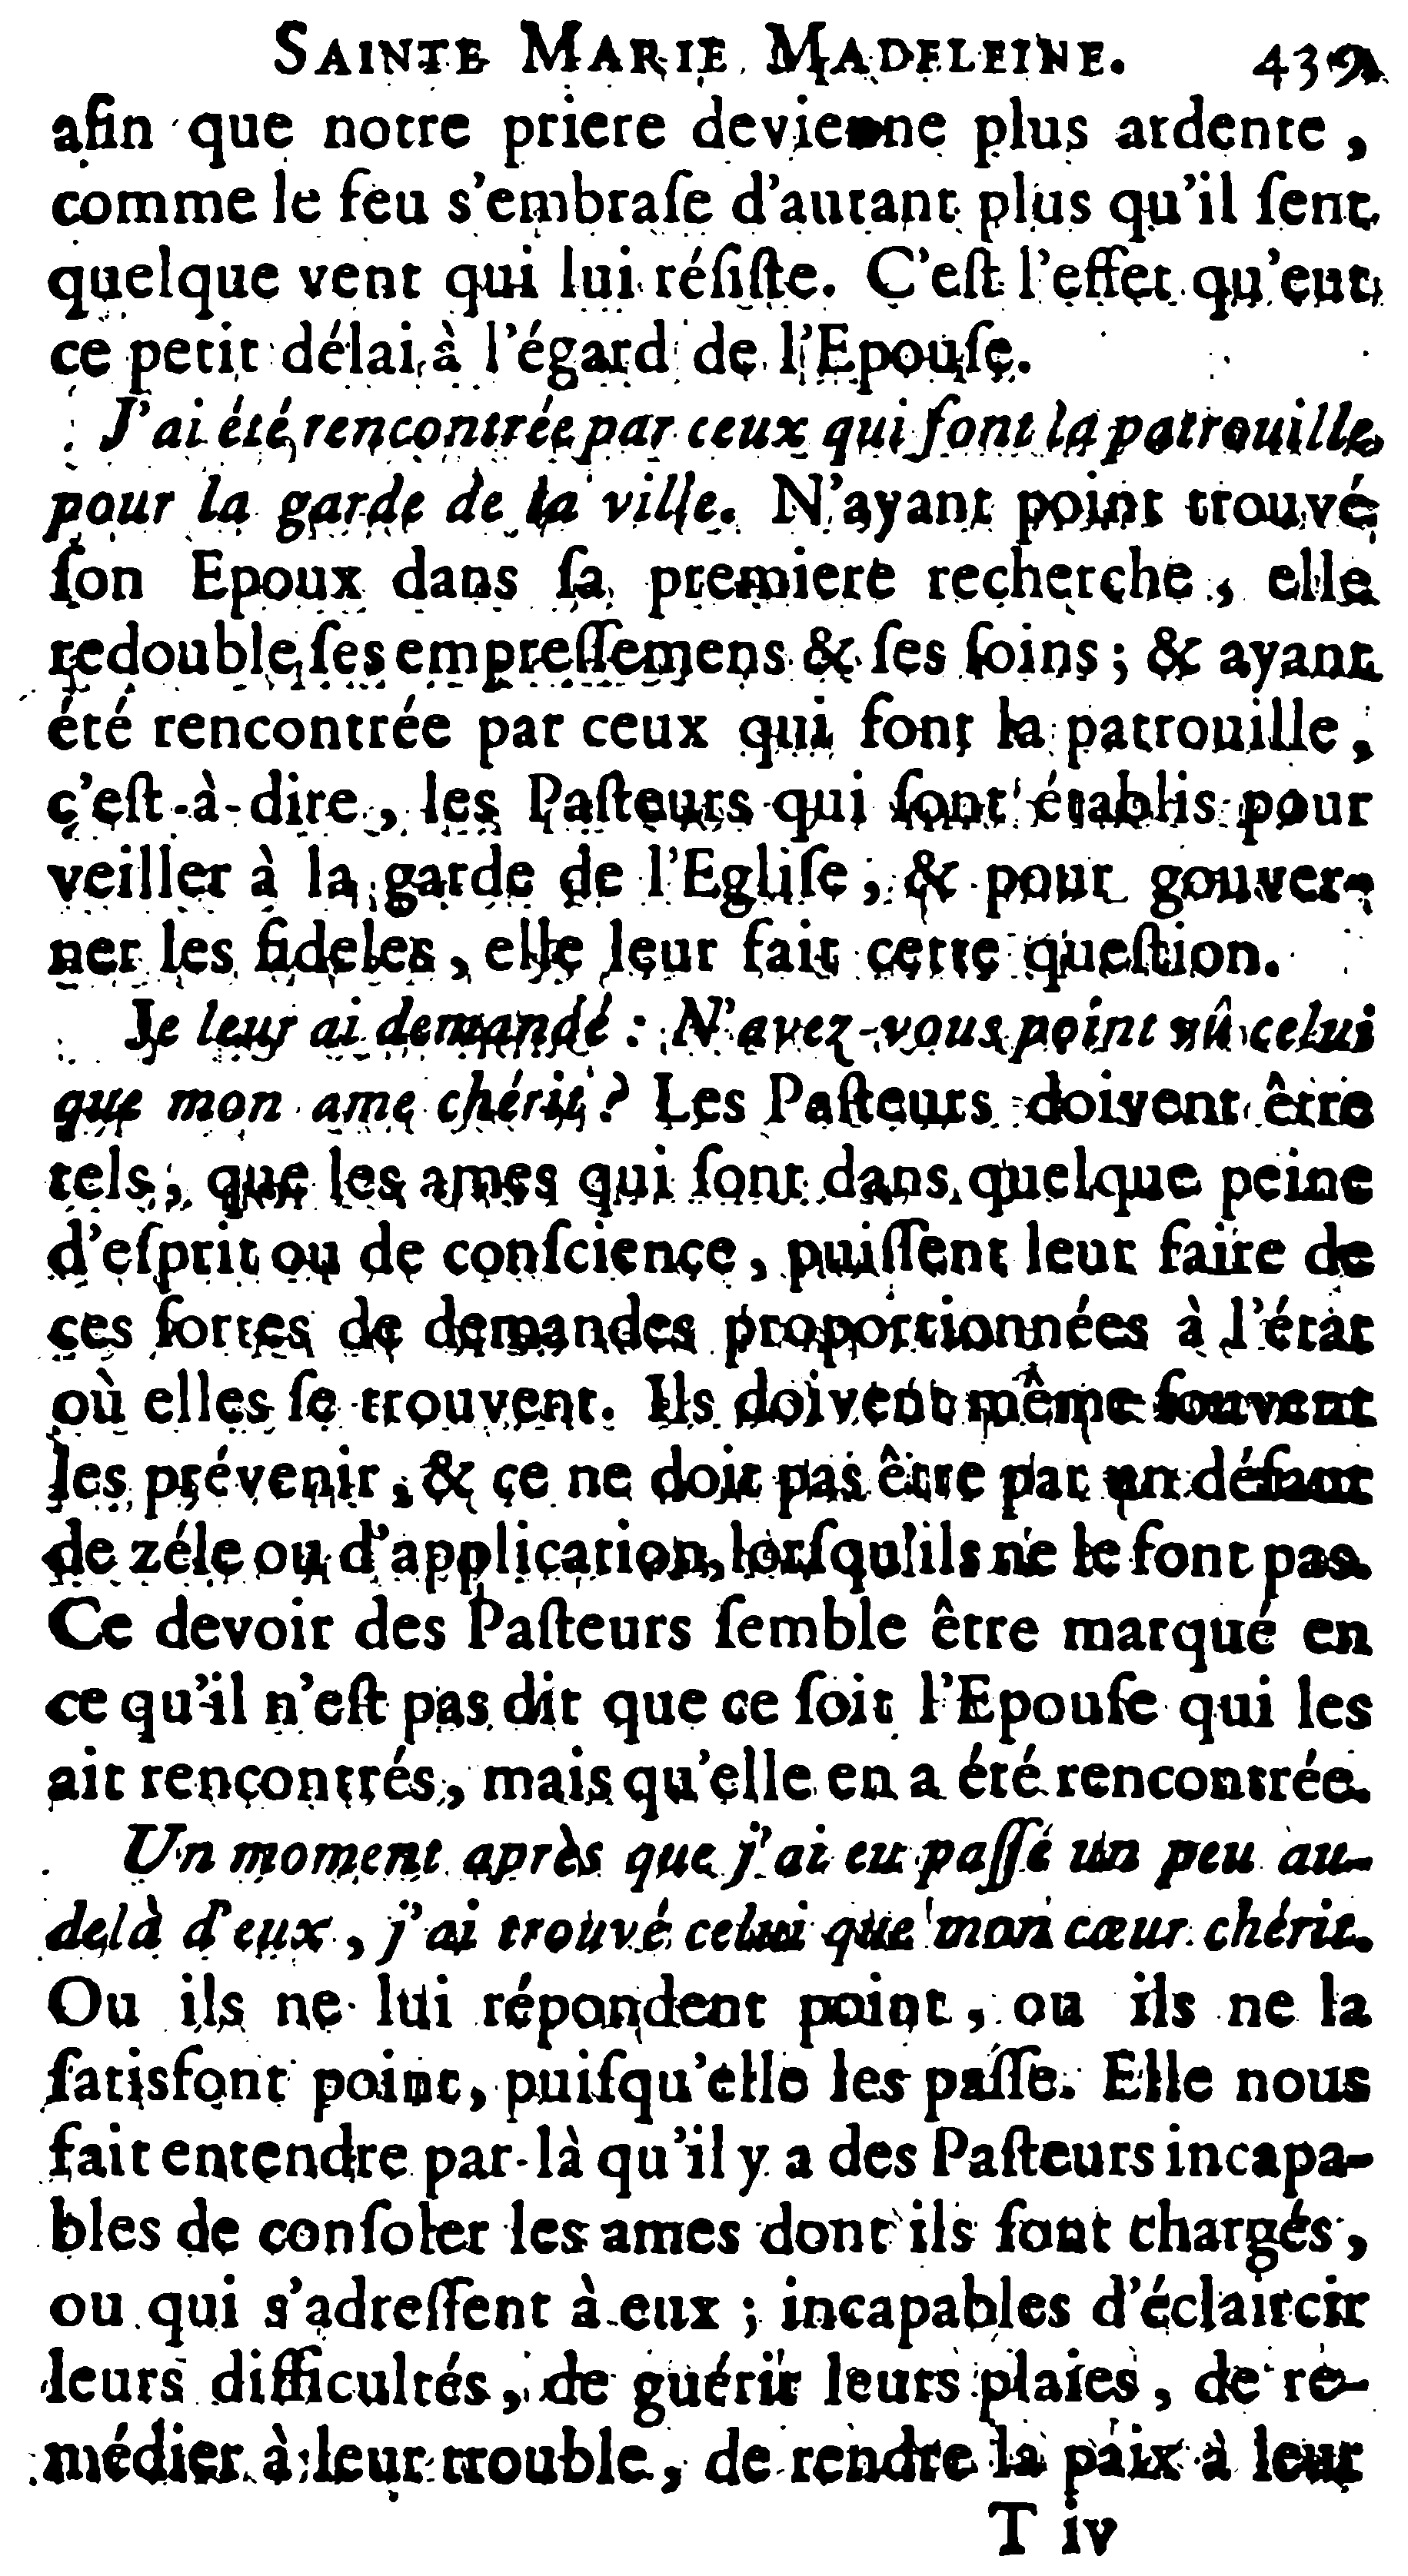 SAINTE MARIE MADELEINE. 439
afin que notre priere devienne plus ardente,
comme le feu s'embraſe d'autant plus qu'il ſent
quelque vent qui lui réſiſte. C'eſt l'effet qu'eut
ce petit délai à l'égard de l'Epouſe.
J'ai été rencontrée par ceux qui font la patrouille
pour la garde de la ville. N'ayant point trouvé
ſon Epoux dans ſa premiere recherche, elle
redouble ſes empreſſemens & ſes ſoins; & ayant
été rencontrée par ceux qui font la patrouille,
c'eſt-à-dire, les Paſteurs qui ſont établis pour
veiller à la garde de l'Egliſe, & pour gouver-
ner les fideles, elle leur fait cette queſtion.
Je leur ai demandé: N'avez-vous point vû celui
que mon ame chérit? Les Paſteurs doivent être
tels, que les ames qui ſont dans quelque peine
d'eſprit ou de conſcience, puiſſent leur faire de
ces ſortes de demandes proportionnées à l'état
où elles ſe trouvent. Ils doivent même ſouvent
les prévenir, & ce ne doit pas être par un défaut
de zéle ou d'application, lorſqu'ils ne le font pas.
Ce devoir des Paſteurs ſemble être marqué en
ce qu'il n'eſt pas dit que ce ſoit l'Epouſe qui les
ait rencontrés, mais qu'elle en a été rencontrée.
Un moment après que j'ai eu paſſé un peu au-
delà d'eux, j'ai trouvé celui que mon cœur chérit.
Ou ils ne lui répondent point, ou ils ne la
ſatisfont point, puiſqu'elle les paſſe. Elle nous
fait entendre par-là qu'il y a des Paſteurs incapa-
bles de conſoler les ames dont ils ſont chargés,
ou qui s'adreſſent à eux; incapables d'éclaircir
leurs difficultés, de guérir leurs plaies, de re-
médier à leur trouble, de rendre la paix à leur
T iv